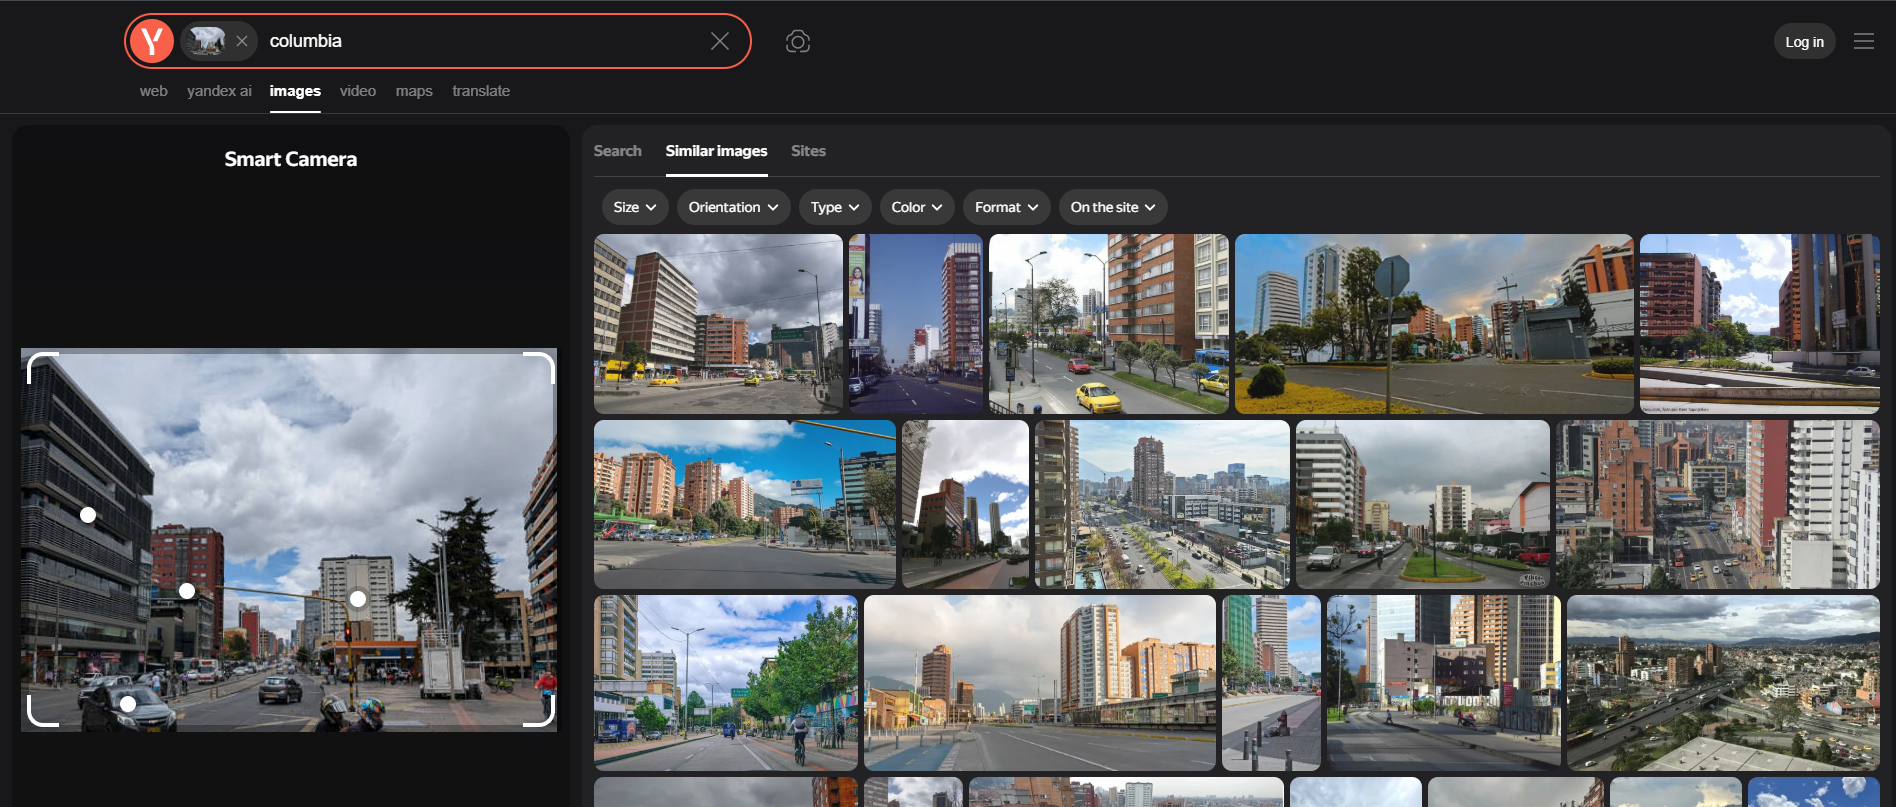 Y
columbia
Log in
web yandex ai images video maps translate
Smart Camera
Search Similar images Sites
Size Orientation Type Color Format On the site